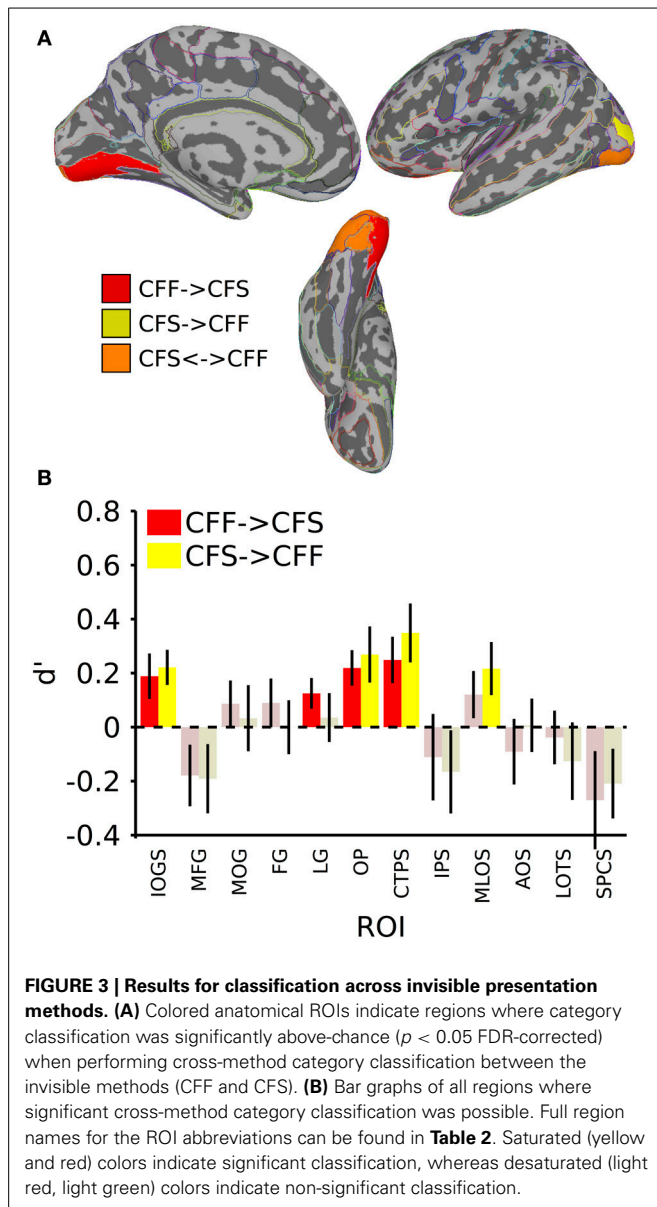 A
CFF->CFS
CFS->CFF
CFS<->CFF
B
CFF->CFS
CFS->CFF
0.8
0.6
0.4
0.2
0
-0.2
-0.4
d'
IOGS
MFG
MOG
FG
LG
OP
CTPS
IPS
MLOS
AOS
LOTS
SPCS
ROI
FIGURE 3 | Results for classification across invisible presentation
methods. (A) Colored anatomical ROIs indicate regions where category
classification was significantly above-chance (p < 0.05 FDR-corrected)
when performing cross-method category classification between the
invisible methods (CFF and CFS). (B) Bar graphs of all regions where
significant cross-method category classification was possible. Full region
names for the ROI abbreviations can be found in Table 2. Saturated (yellow
and red) colors indicate significant classification, whereas desaturated (light
red, light green) colors indicate non-significant classification.